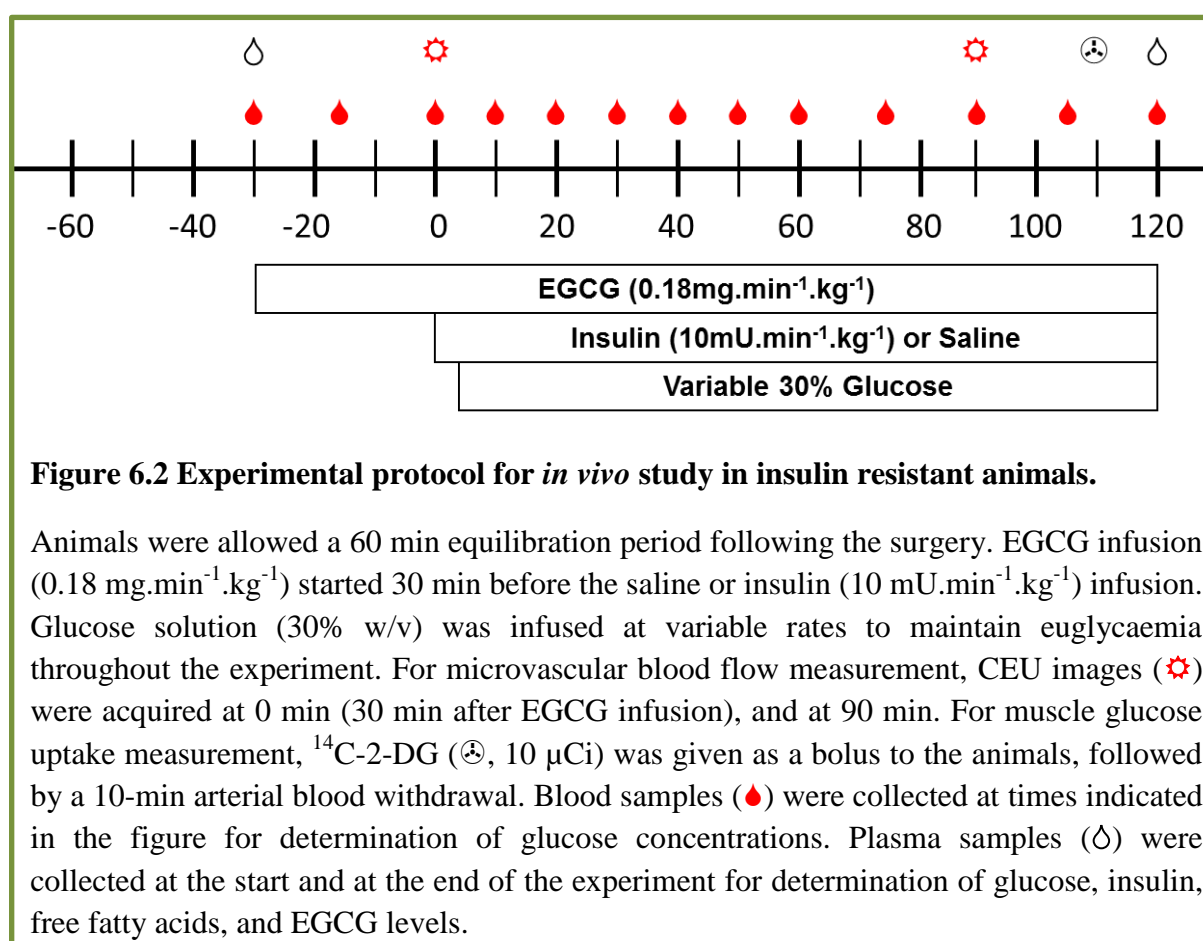 -60 -40 -20 0 20 40 60 80 100 120
EGCG (0.18mg.min⁻¹.kg⁻¹)
Insulin (10mU.min⁻¹.kg⁻¹) or Saline
Variable 30% Glucose
Figure 6.2 Experimental protocol for in vivo study in insulin resistant animals.
Animals were allowed a 60 min equilibration period following the surgery. EGCG infusion
(0.18 mg.min⁻¹.kg⁻¹) started 30 min before the saline or insulin (10 mU.min⁻¹.kg⁻¹) infusion.
Glucose solution (30% w/v) was infused at variable rates to maintain euglycaemia
throughout the experiment. For microvascular blood flow measurement, CEU images ( )
were acquired at 0 min (30 min after EGCG infusion), and at 90 min. For muscle glucose
uptake measurement, ¹⁴C-2-DG ( , 10 μCi) was given as a bolus to the animals, followed
by a 10-min arterial blood withdrawal. Blood samples ( ) were collected at times indicated
in the figure for determination of glucose concentrations. Plasma samples ( ) were
collected at the start and at the end of the experiment for determination of glucose, insulin,
free fatty acids, and EGCG levels.